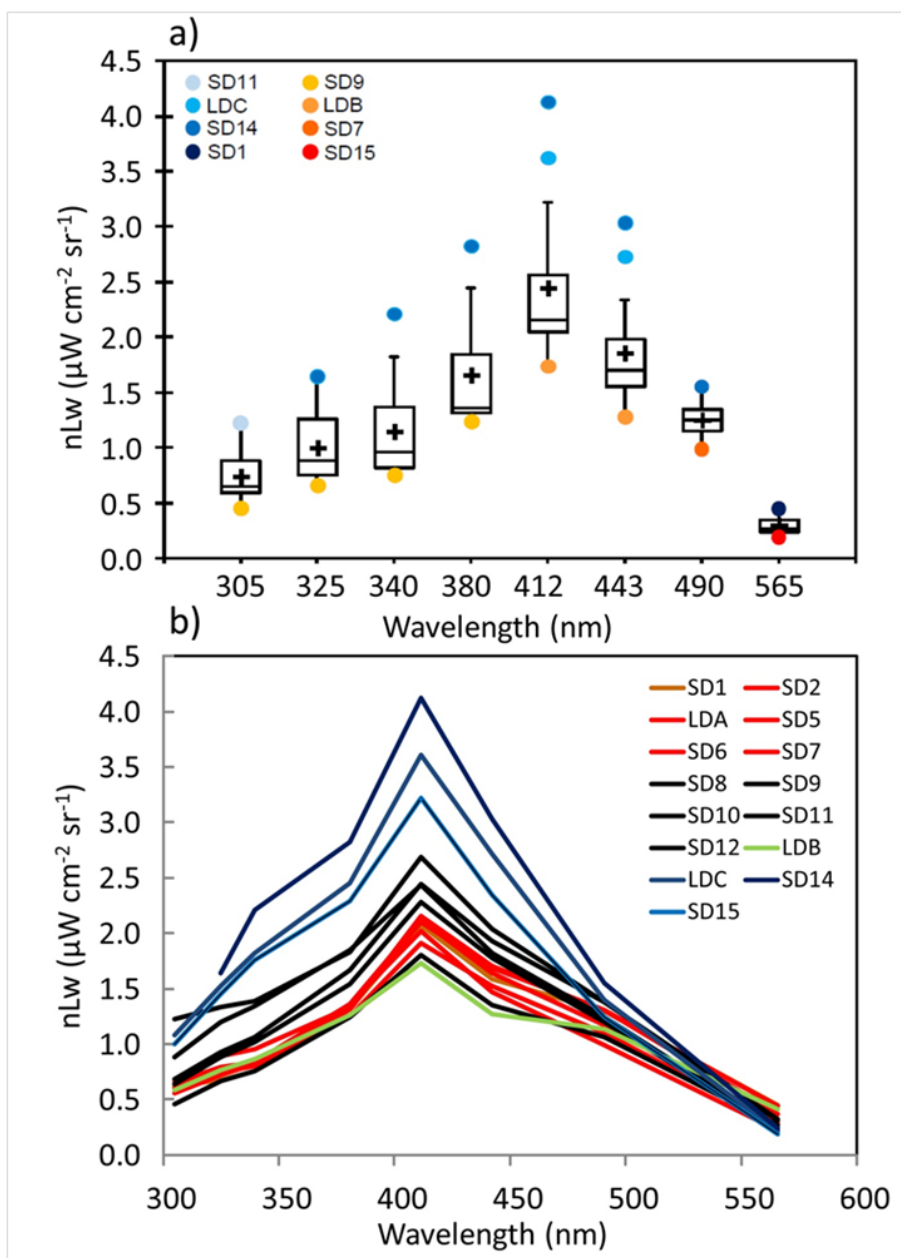 a)
4.5
4.0
3.5
3.0
2.5
2.0
1.5
1.0
0.5
0.0
nLw (µW cm⁻² sr⁻¹)
SD11 SD9
LDC LDB
SD14 SD7
SD1 SD15
305 325 340 380 412 443 490 565
Wavelength (nm)
b)
4.5
4.0
3.5
3.0
2.5
2.0
1.5
1.0
0.5
0.0
nLw (µW cm⁻² sr⁻¹)
SD1 SD2
LDA SD5
SD6 SD7
SD8 SD9
SD10 SD11
SD12 LDB
LDC SD14
SD15
300 350 400 450 500 550 600
Wavelength (nm)